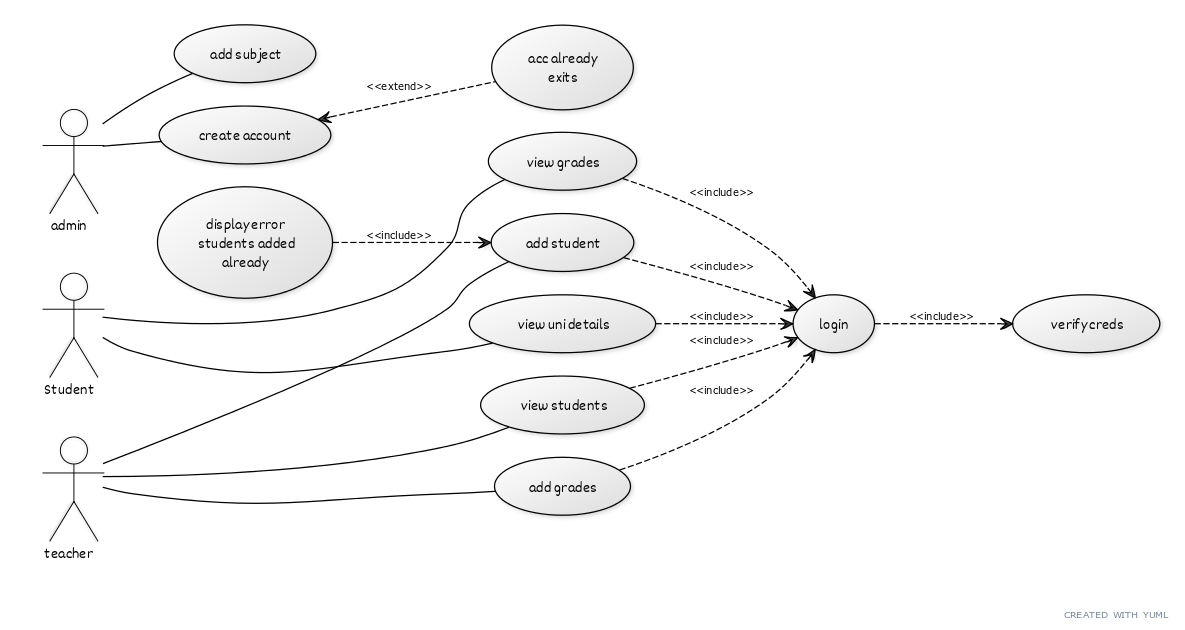 add subject
acc already
exits
<<extend>>
create account
admin
view grades
<<include>>
display error
students added
already
<<include>>
add student
<<include>>
Student
view uni details
<<include>>
login
<<include>>
verify creds
<<include>>
view students
<<include>>
teacher
add grades
CREATED WITH YUML